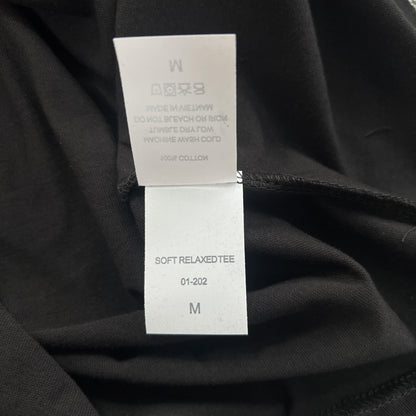 100% COTTON
MACHINE WASH COLD
TUMBLE DRY LOW
DO NOT BLEACH OR IRON
MADE IN VIETNAM
M
SOFT RELAXED TEE
01-202
M